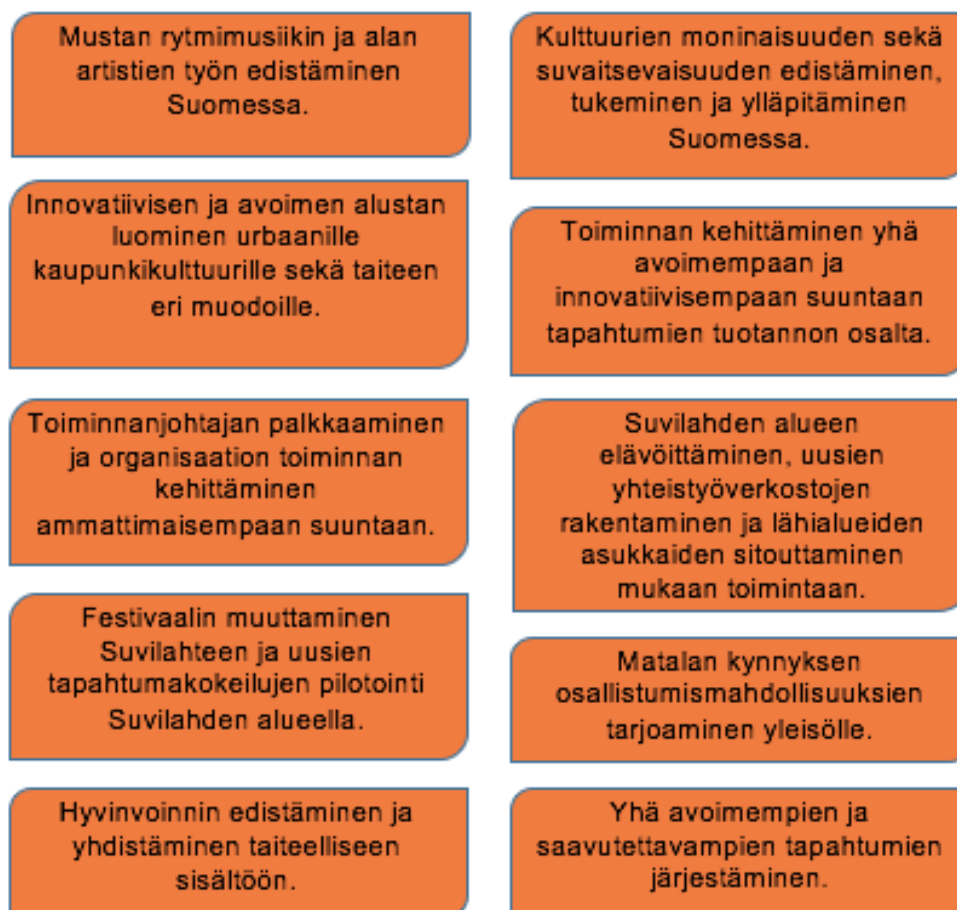 Mustan rytmimusiikin ja alan
artistien työn edistäminen
Suomessa.
Kulttuurien moninaisuuden sekä
suvaitsevaisuuden edistäminen,
tukeminen ja ylläpitäminen
Suomessa.
Innovatiivisen ja avoimen alustan
luominen urbaanille
kaupunkikulttuurille sekä taiteen
eri muodoille.
Toiminnan kehittäminen yhä
avoimempaan ja
innovatiivisempaan suuntaan
tapahtumien tuotannon osalta.
Toiminnanjohtajan palkkaaminen
ja organisaation toiminnan
kehittäminen
ammattimaisempaan suuntaan.
Suvilahden alueen
elävöittäminen, uusien
yhteistyöverkostojen
rakentaminen ja lähialueiden
asukkaiden sitouttaminen
mukaan toimintaan.
Festivaalin muuttaminen
Suvilahteen ja uusien
tapahtumakokeilujen pilotointi
Suvilahden alueella.
Matalan kynnyksen
osallistumismahdollisuuksien
tarjoaminen yleisölle.
Hyvinvoinnin edistäminen ja
yhdistäminen taiteelliseen
sisältöön.
Yhä avoimempien ja
saavutettavampien tapahtumien
järjestäminen.